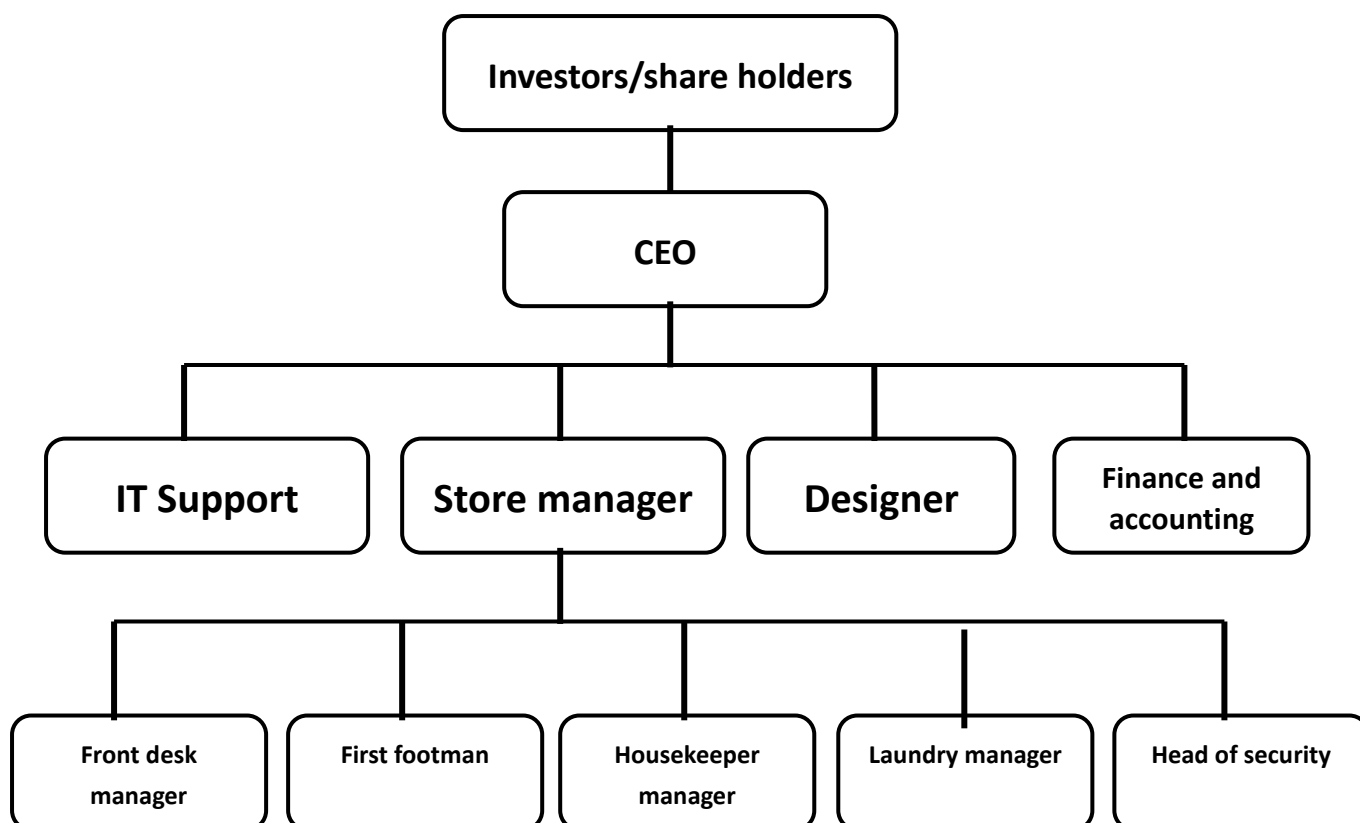 Investors/share holders
CEO
IT Support
Store manager
Designer
Finance and
accounting
Front desk
manager
First footman
Housekeeper
manager
Laundry manager
Head of security